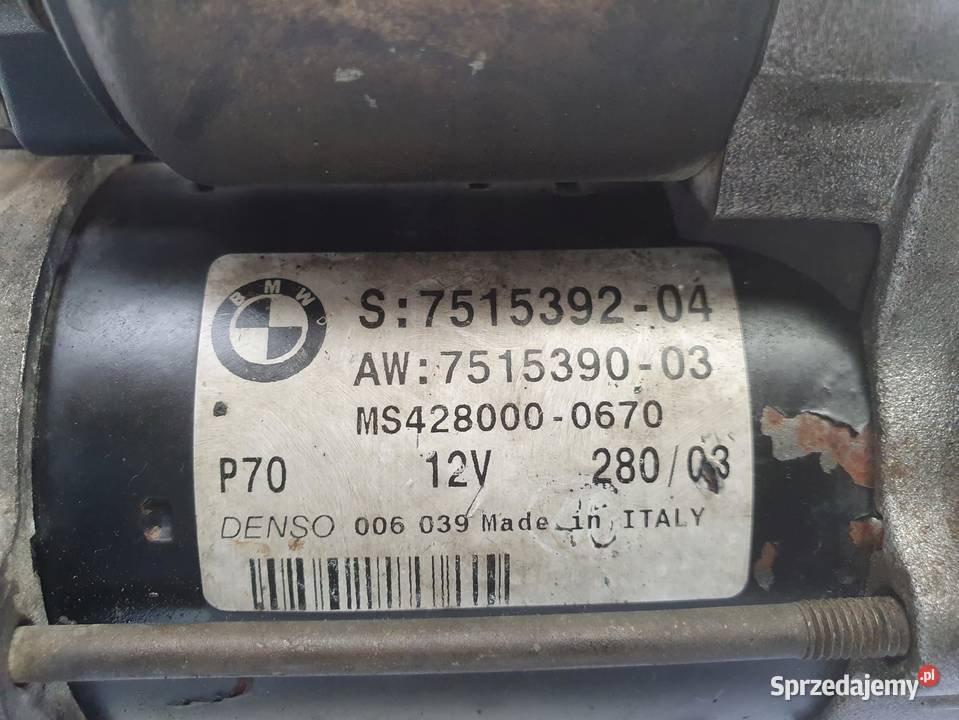 BMW
S:7515392-04
AW:7515390-03
MS428000-0670
P70 12V 280/03
DENSO 006 039 Made in ITALY
Sprzedajemy.pl